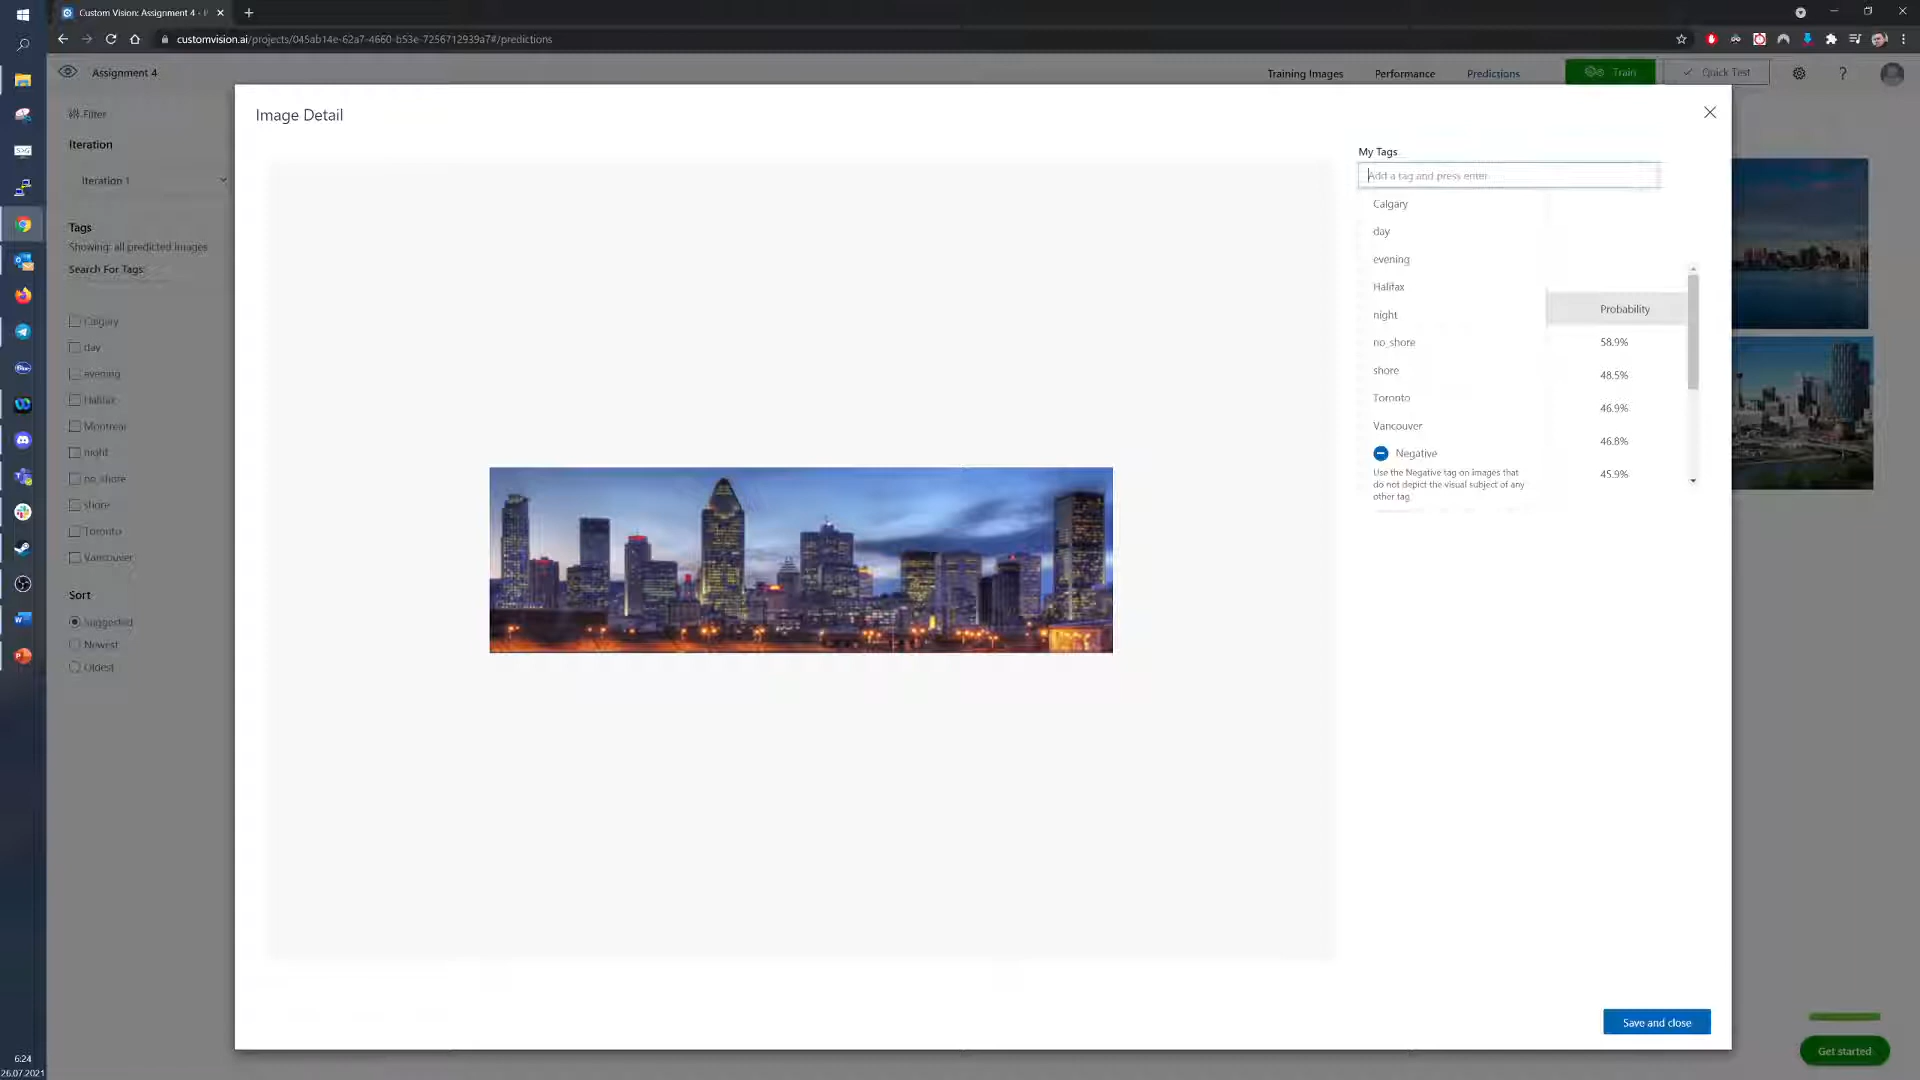 Custom Vision: Assignment 4 -
customvision.ai/projects/045ab14e-62a7-4660-b53e-7256712939a7#/predictions
Assignment 4
Training Images
Performance
Predictions
Train
Quick Test
?
Filter
Iteration
Iteration 1
Tags
Showing: all predicted images
Search For Tags:
Calgary
day
evening
Halifax
Montreal
night
no_shore
shore
Toronto
Vancouver
Sort
Suggested
Newest
Oldest
Image Detail
My Tags
Add a tag and press enter
Calgary
day
evening
Halifax
night
no_shore
shore
Toronto
Vancouver
Negative
Use the Negative tag on images that
do not depict the visual subject of any
other tag
Probability
58.9%
48.5%
46.9%
46.8%
45.9%
Save and close
Get started
6:24
26.07.2021